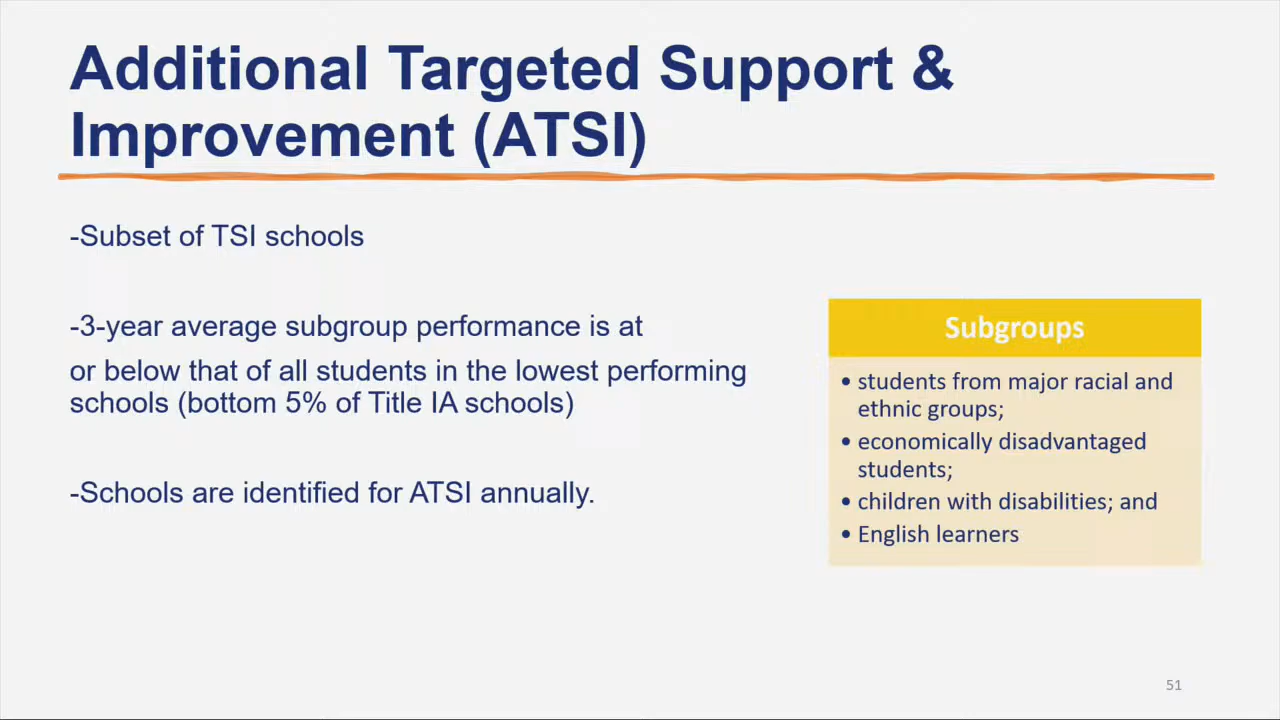 Additional Targeted Support &
Improvement (ATSI)
-Subset of TSI schools
-3-year average subgroup performance is at
or below that of all students in the lowest performing
schools (bottom 5% of Title IA schools)
-Schools are identified for ATSI annually.
Subgroups
• students from major racial and
ethnic groups;
• economically disadvantaged
students;
• children with disabilities; and
• English learners
51